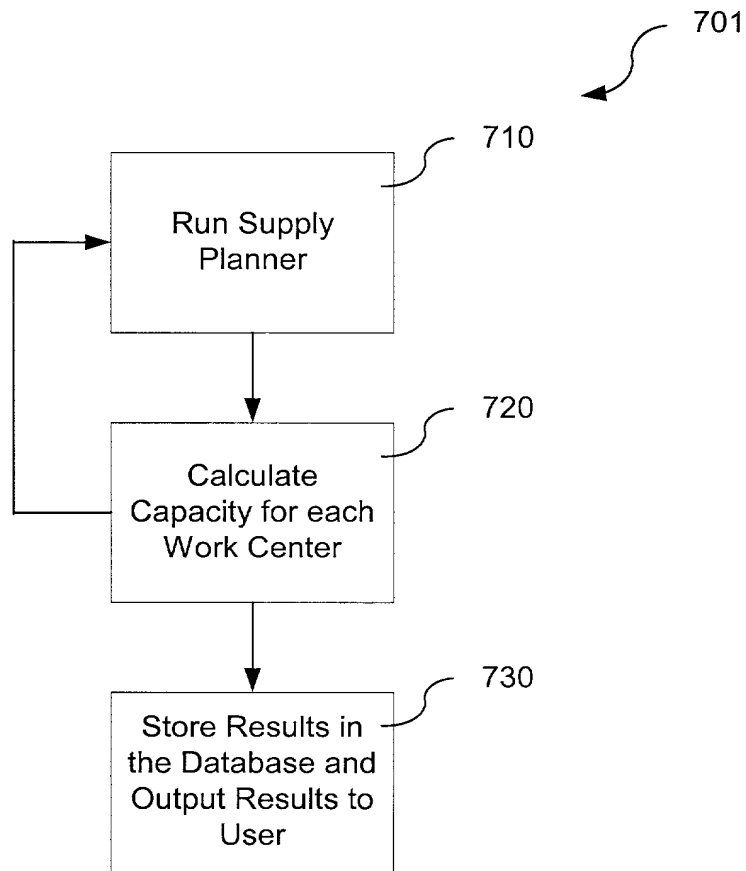 701
710
Run Supply
Planner
720
Calculate
Capacity for each
Work Center
730
Store Results in
the Database and
Output Results to
User